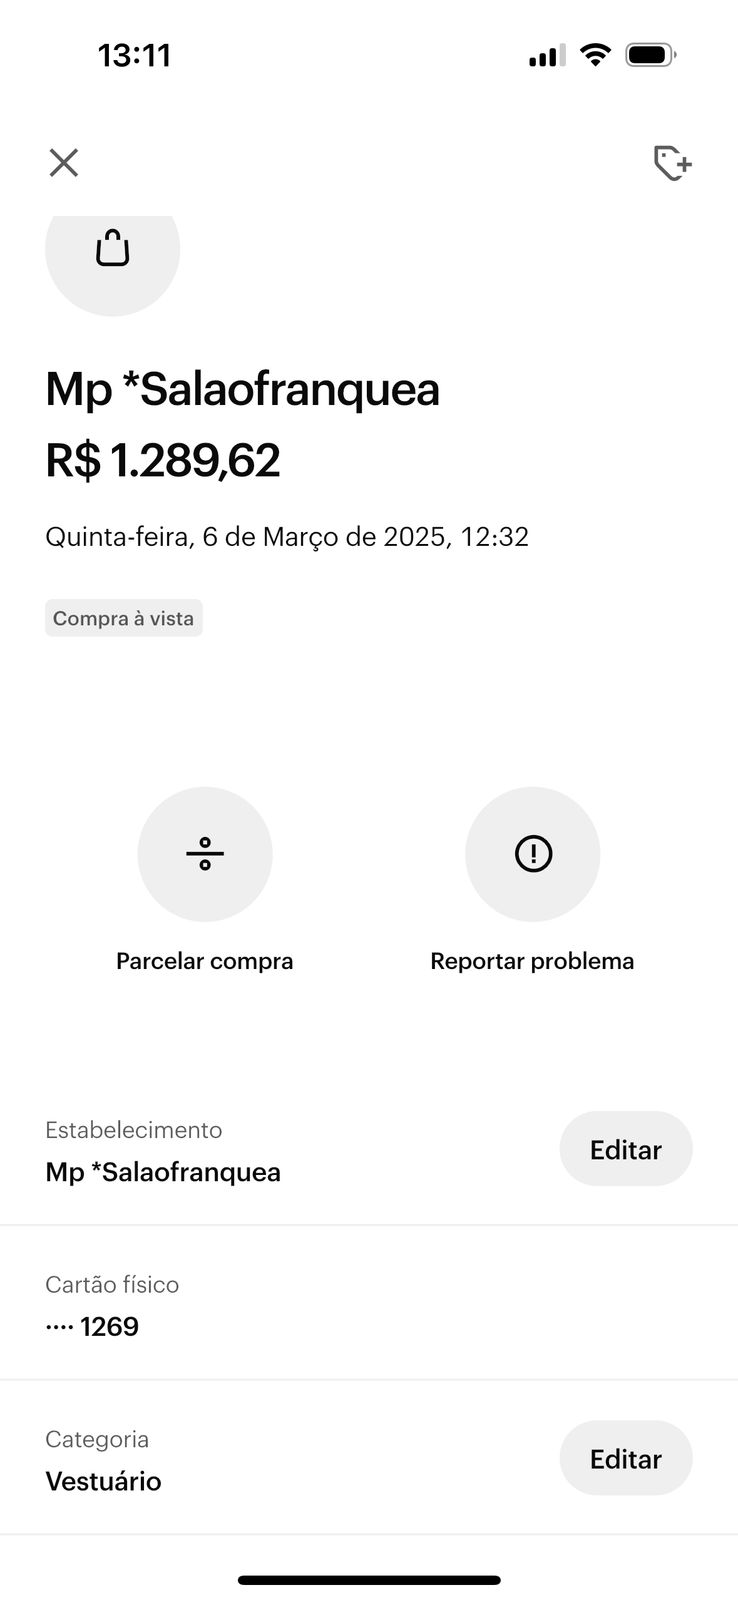 13:11
Mp *Salaofranquea
R$ 1.289,62
Quinta-feira, 6 de Março de 2025, 12:32
Compra à vista
Parcelar compra
Reportar problema
Estabelecimento
Mp *Salaofranquea
Editar
Cartão físico
•••• 1269
Categoria
Vestuário
Editar